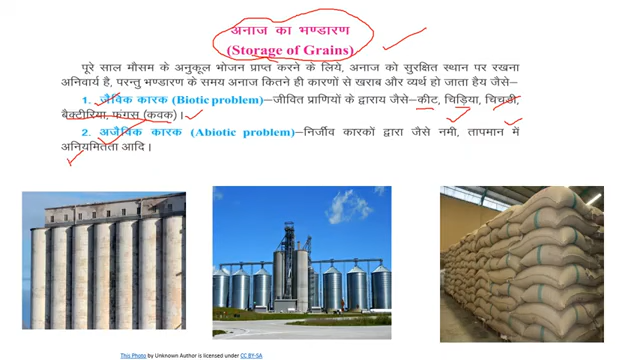 अनाज का भण्डारण
(Storage of Grains)
पूरे साल मौसम के अनुकूल भोजन प्राप्त करने के लिये, अनाज को सुरक्षित स्थान पर रखना
अनिवार्य है, परन्तु भण्डारण के समय अनाज कितने ही कारणों से खराब और व्यर्थ हो जाता हैय जैसे–
1. जैविक कारक (Biotic problem)–जीवित प्राणियों के द्वाराय जैसे–कीट, चिड़िया, चिचडी,
बैक्टीरिया, फंगस (कवक)।
2. अजैविक कारक (Abiotic problem)–निर्जीव कारकों द्वारा जैसे नमी, तापमान में
अनियमितता आदि।
This Photo by Unknown Author is licensed under CC BY-SA